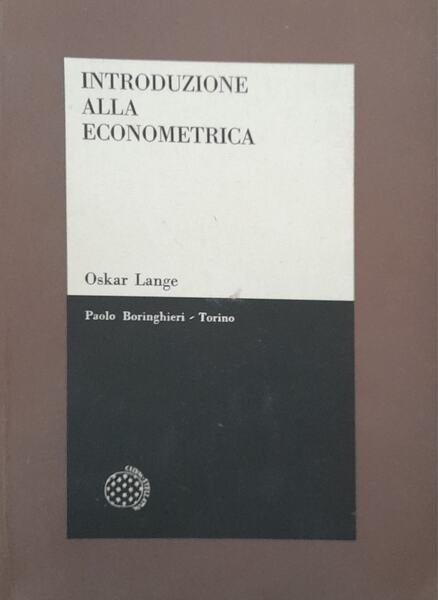 INTRODUZIONE
ALLA
ECONOMETRICA
Oskar Lange
Paolo Boringhieri - Torino